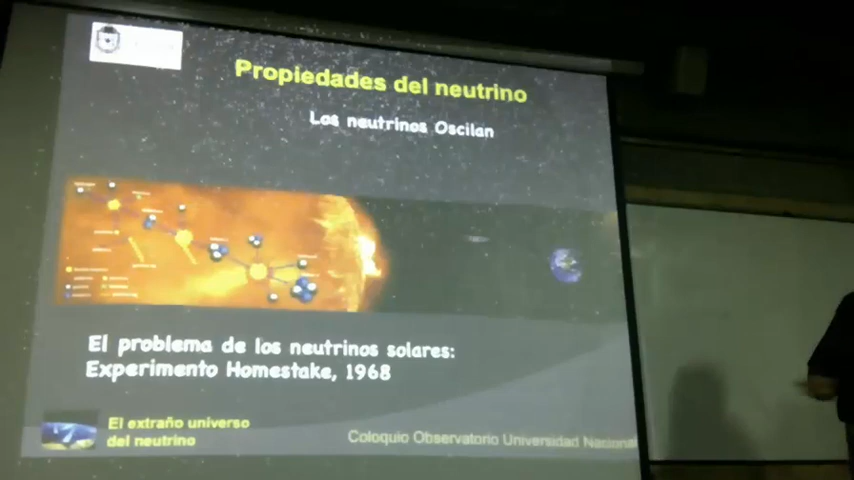 Propiedades del neutrino
Los neutrinos Oscilan
El problema de los neutrinos solares:
Experimento Homestake, 1968
El extraño universo
del neutrino
Coloquio Observatorio Universidad Nacional